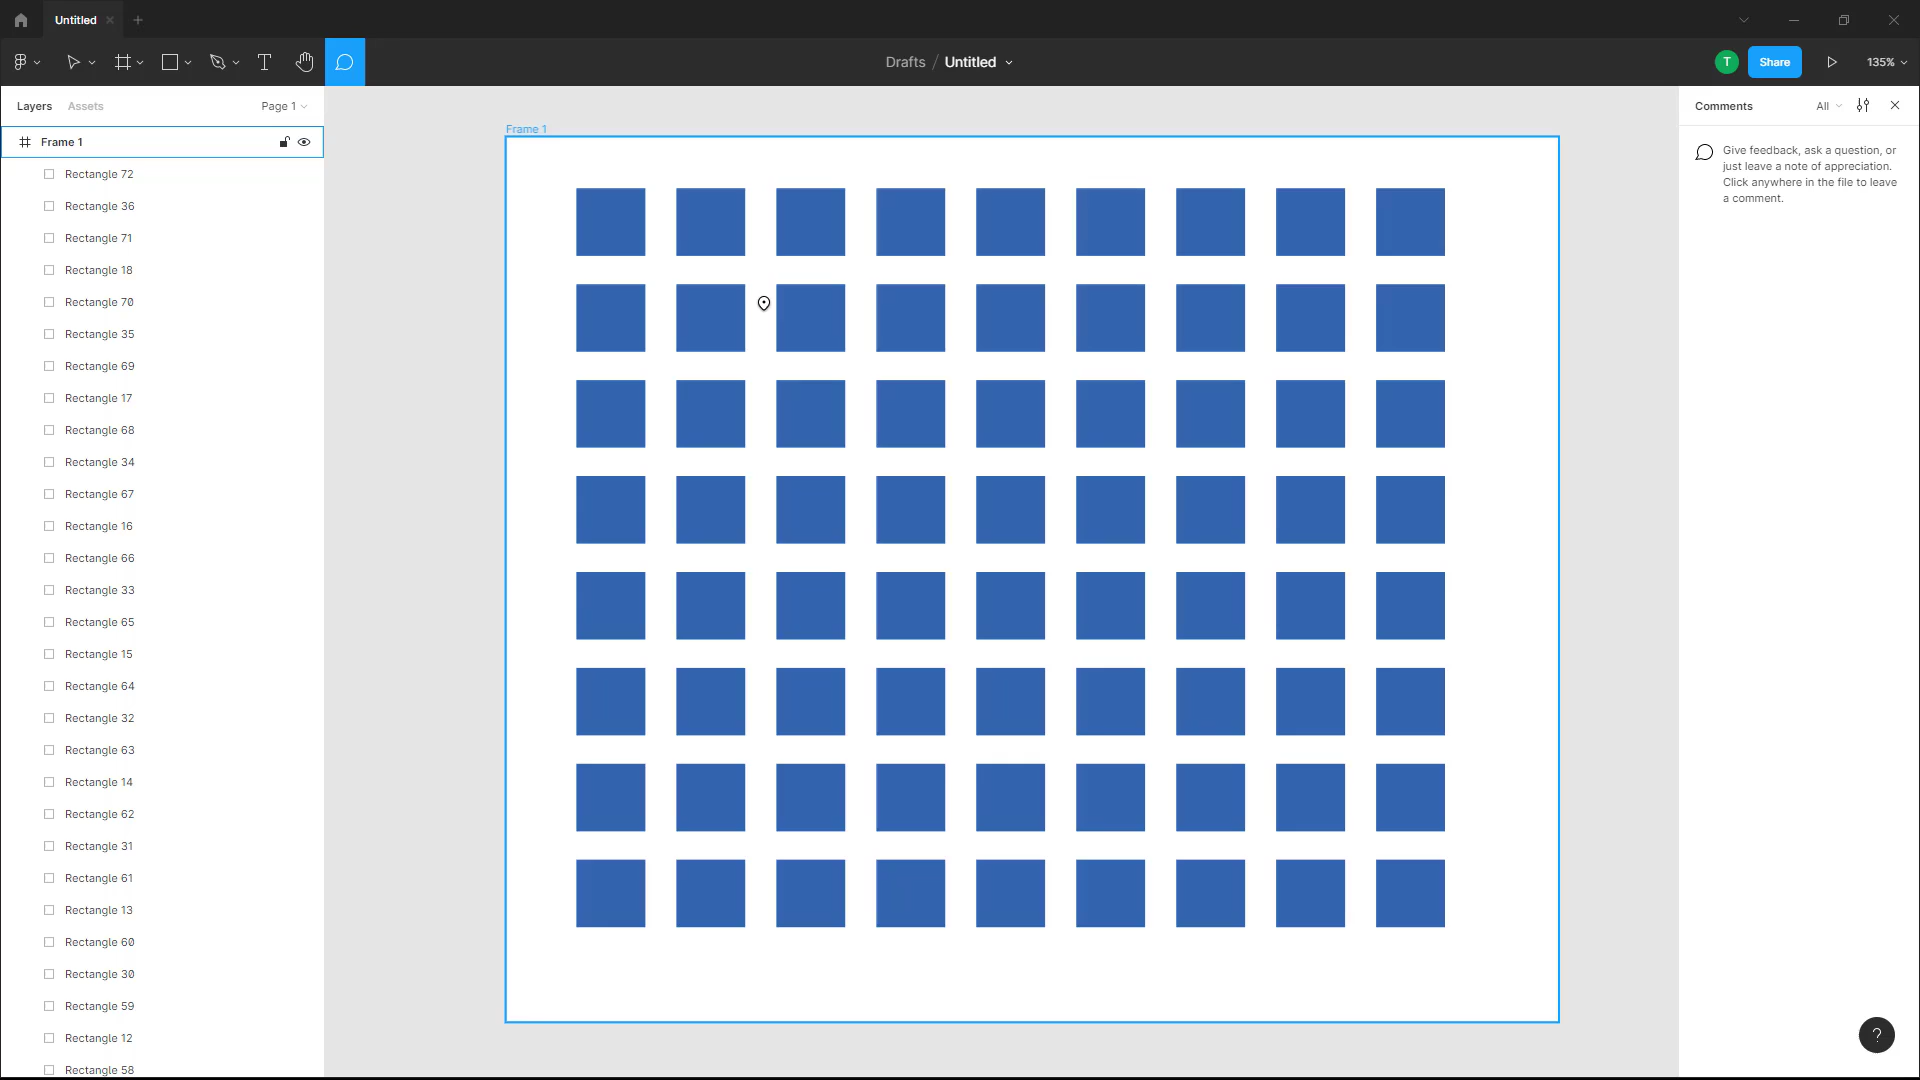 Untitled
Drafts / Untitled
T
Share
135%
Layers
Assets
Page 1
Frame 1
Rectangle 72
Rectangle 36
Rectangle 71
Rectangle 18
Rectangle 70
Rectangle 35
Rectangle 69
Rectangle 17
Rectangle 68
Rectangle 34
Rectangle 67
Rectangle 16
Rectangle 66
Rectangle 33
Rectangle 65
Rectangle 15
Rectangle 64
Rectangle 32
Rectangle 63
Rectangle 14
Rectangle 62
Rectangle 31
Rectangle 61
Rectangle 13
Rectangle 60
Rectangle 30
Rectangle 59
Rectangle 12
Rectangle 58
Frame 1
Comments
All
Give feedback, ask a question, or
just leave a note of appreciation.
Click anywhere in the file to leave
a comment.
?